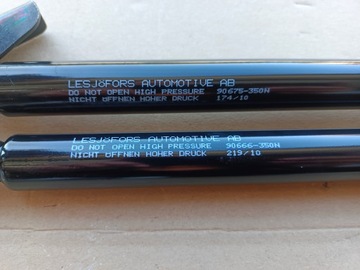 LESJÖFORS AUTOMOTIVE AB
DO NOT OPEN HIGH PRESSURE 90675-350N
NICHT ÖFFNEN HOHER DRUCK 174/10
LESJÖFORS AUTOMOTIVE AB
DO NOT OPEN HIGH PRESSURE 90666-350N
NICHT ÖFFNEN HOHER DRUCK 219/10